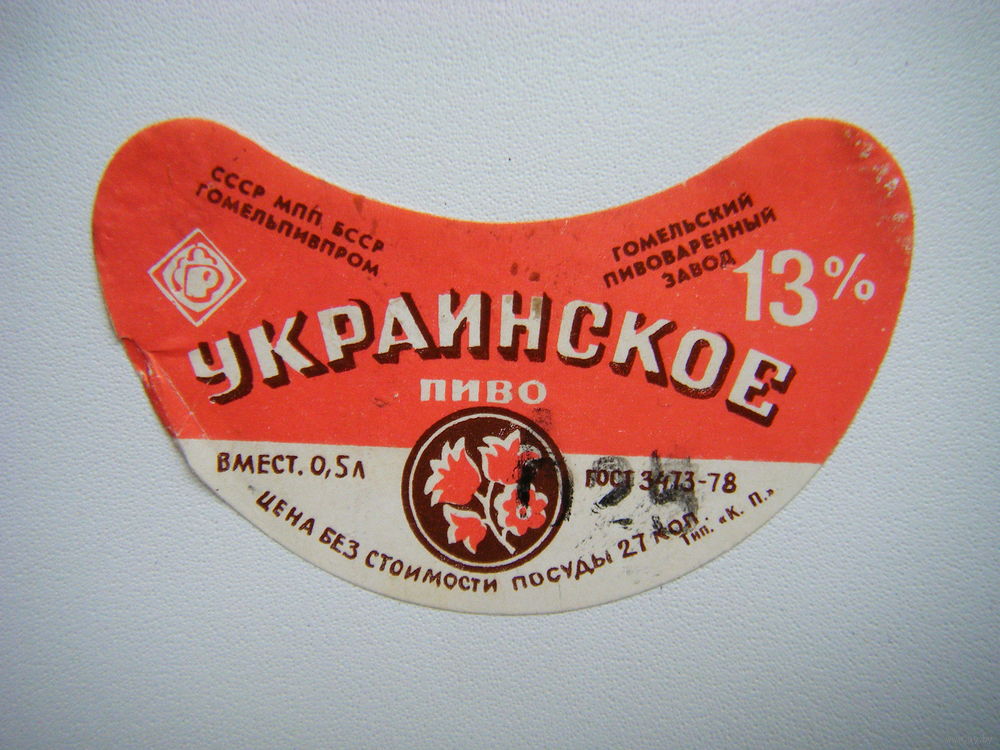 СССР МПП БССР
ГОМЕЛЬПИВПРОМ
ГОМЕЛЬСКИЙ
ПИВОВАРЕННЫЙ
ЗАВОД
13%
УКРАИНСКОЕ
ПИВО
ВМЕСТ. 0,5Л
ГОСТ 3473-78
ЦЕНА БЕЗ СТОИМОСТИ ПОСУДЫ 27 КОП.
Тип. «К. П.»